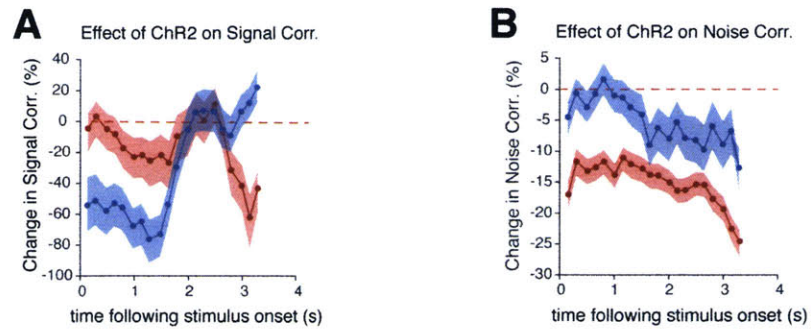 A
Effect of ChR2 on Signal Corr.
Change in Signal Corr. (%)
40
20
0
-20
-40
-60
-80
-100
0 1 2 3 4
time following stimulus onset (s)
B
Effect of ChR2 on Noise Corr.
Change in Noise Corr. (%)
5
0
-5
-10
-15
-20
-25
-30
0 1 2 3 4
time following stimulus onset (s)